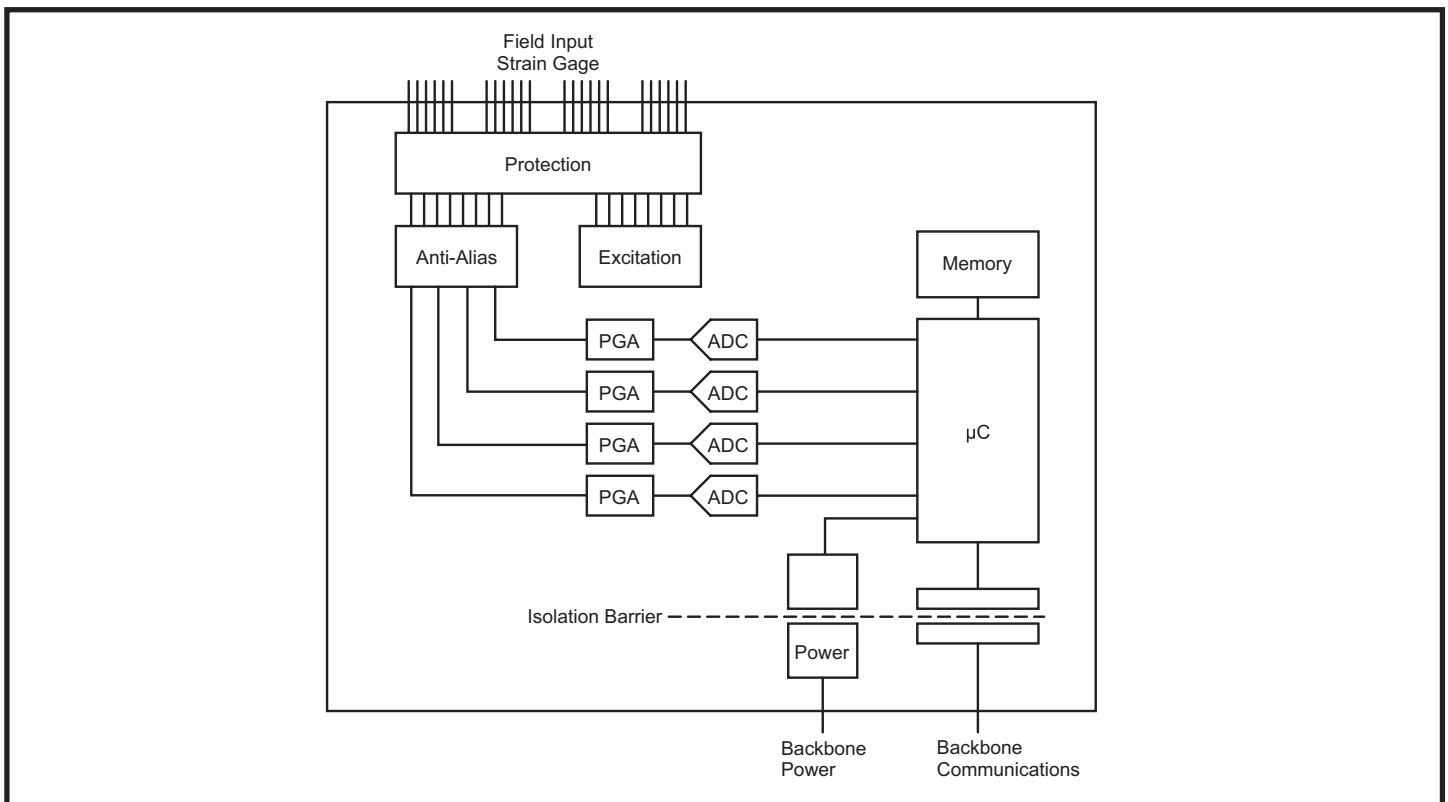 Field Input
Strain Gage
Protection
Anti-Alias
Excitation
Memory
PGA
ADC
PGA
ADC
µC
PGA
ADC
PGA
ADC
Isolation Barrier
Power
Backbone
Power
Backbone
Communications